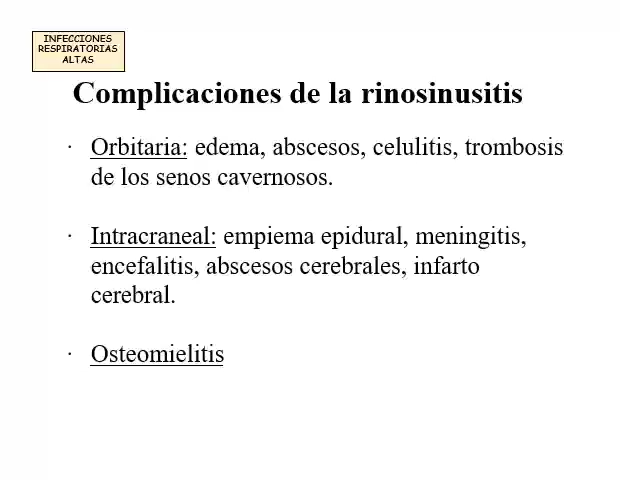 INFECCIONES
RESPIRATORIAS
ALTAS
Complicaciones de la rinosinusitis
· Orbitaria: edema, abscesos, celulitis, trombosis
de los senos cavernosos.
· Intracraneal: empiema epidural, meningitis,
encefalitis, abscesos cerebrales, infarto
cerebral.
· Osteomielitis